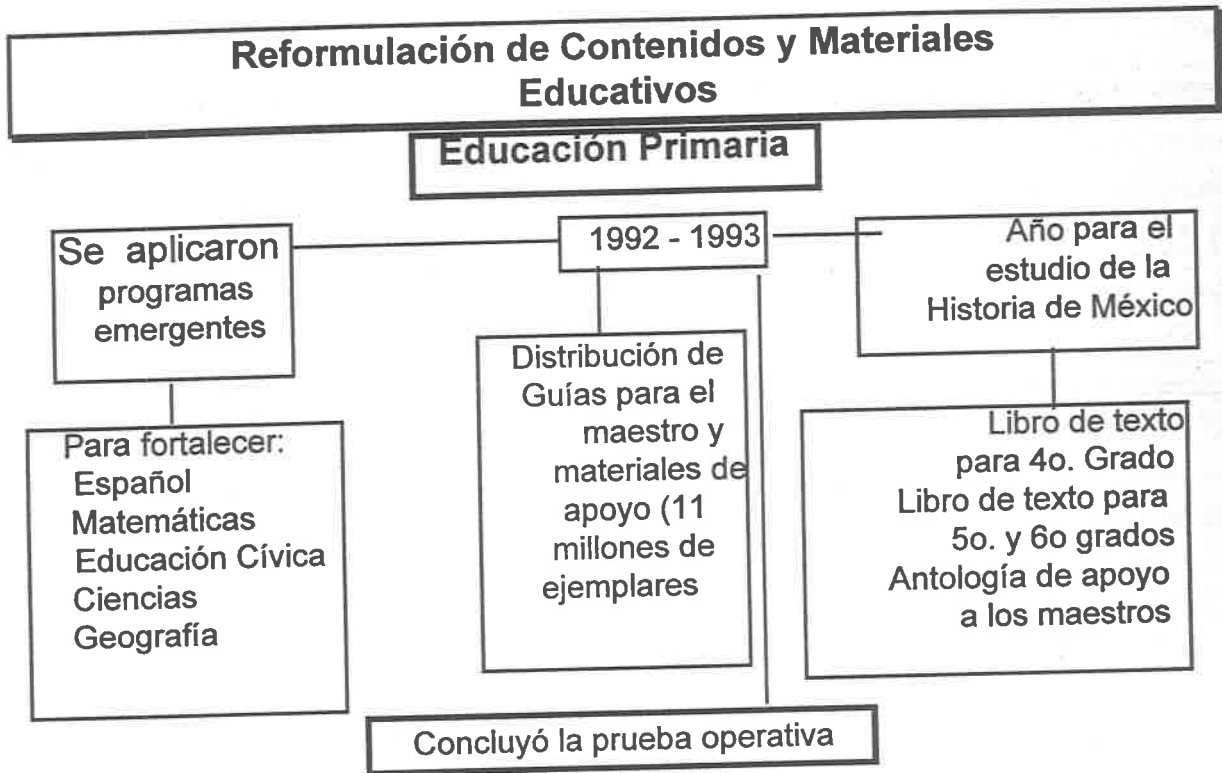 Reformulación de Contenidos y Materiales
Educativos
Educación Primaria
Se aplicaron
programas
emergentes
1992 - 1993
Año para el
estudio de la
Historia de México
Para fortalecer:
Español
Matemáticas
Educación Cívica
Ciencias
Geografía
Distribución de
Guías para el
maestro y
materiales de
apoyo (11
millones de
ejemplares
Libro de texto
para 4o. Grado
Libro de texto para
5o. y 6o grados
Antología de apoyo
a los maestros
Concluyó la prueba operativa